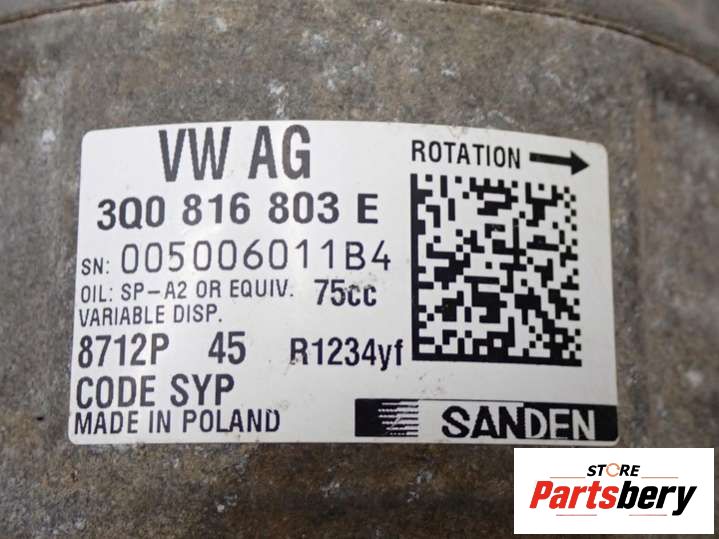 VW AG
3Q0 816 803 E
SN: 005006011B4
OIL: SP-A2 OR EQUIV. 75cc
VARIABLE DISP.
8712P 45 R1234yf
CODE SYP
MADE IN POLAND
ROTATION
SANDEN
STORE
Partsbery